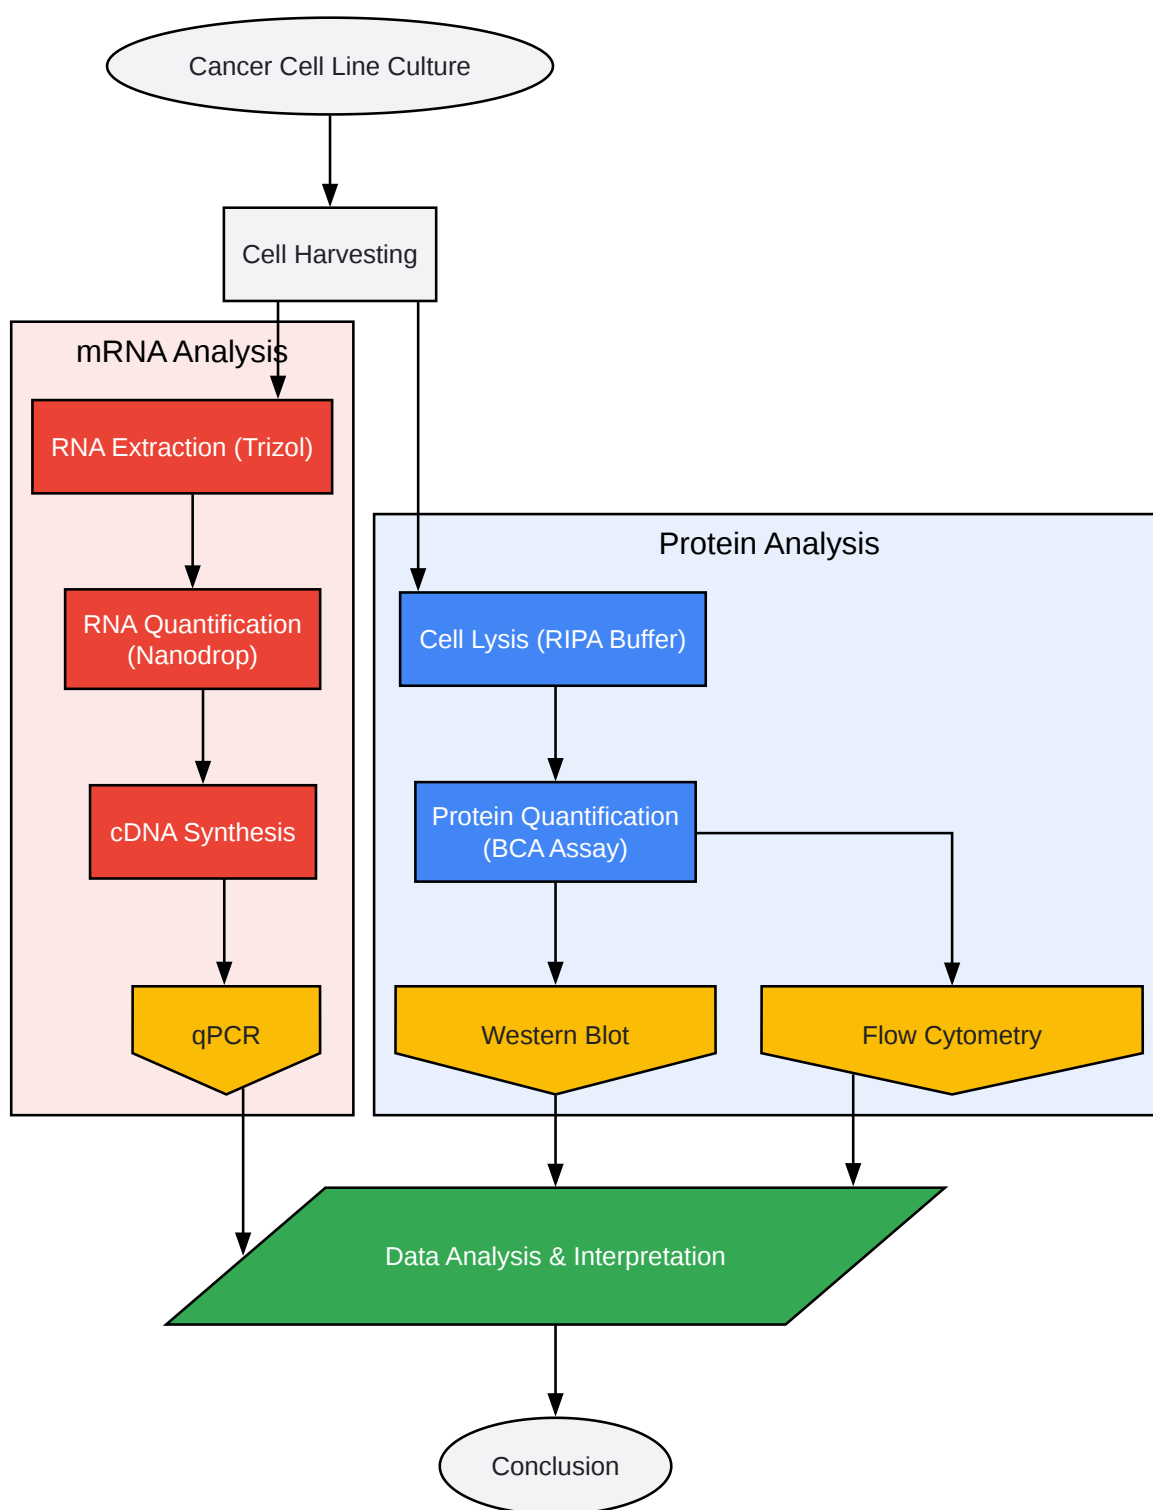 Cancer Cell Line Culture
Cell Harvesting
mRNA Analysis
RNA Extraction (Trizol)
RNA Quantification
(Nanodrop)
cDNA Synthesis
qPCR
Protein Analysis
Cell Lysis (RIPA Buffer)
Protein Quantification
(BCA Assay)
Western Blot
Flow Cytometry
Data Analysis & Interpretation
Conclusion